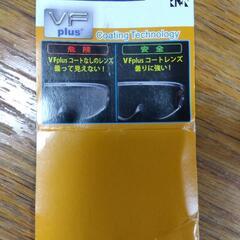 VF
plus
Coating Technology
危険
安全
VFplusコートなしのレンズ
曇って見えない！
VFplusコートレンズ
曇りに強い！